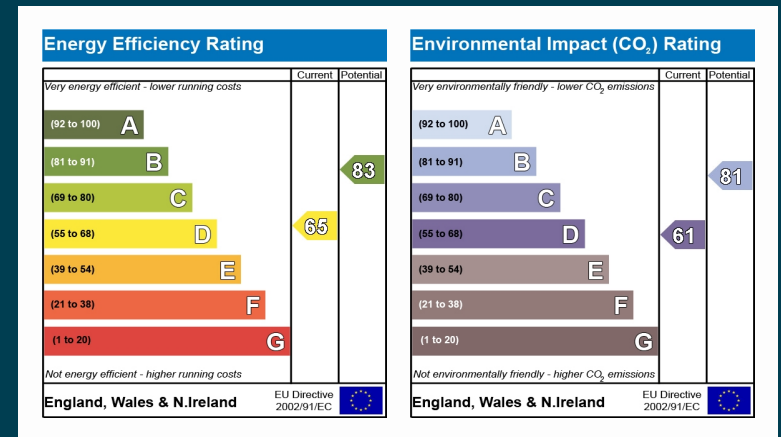 Energy Efficiency Rating
Current Potential
Very energy efficient - lower running costs
(92 to 100) A
(81 to 91) B
83
(69 to 80) C
65
(55 to 68) D
(39 to 54) E
(21 to 38) F
(1 to 20) G
Not energy efficient - higher running costs
England, Wales & N.Ireland
EU Directive
2002/91/EC
Environmental Impact (CO₂) Rating
Current Potential
Very environmentally friendly - lower CO₂ emissions
(92 to 100) A
(81 to 91) B
81
(69 to 80) C
(55 to 68) D 61
(39 to 54) E
(21 to 38) F
(1 to 20) G
Not environmentally friendly - higher CO₂ emissions
England, Wales & N.Ireland
EU Directive
2002/91/EC